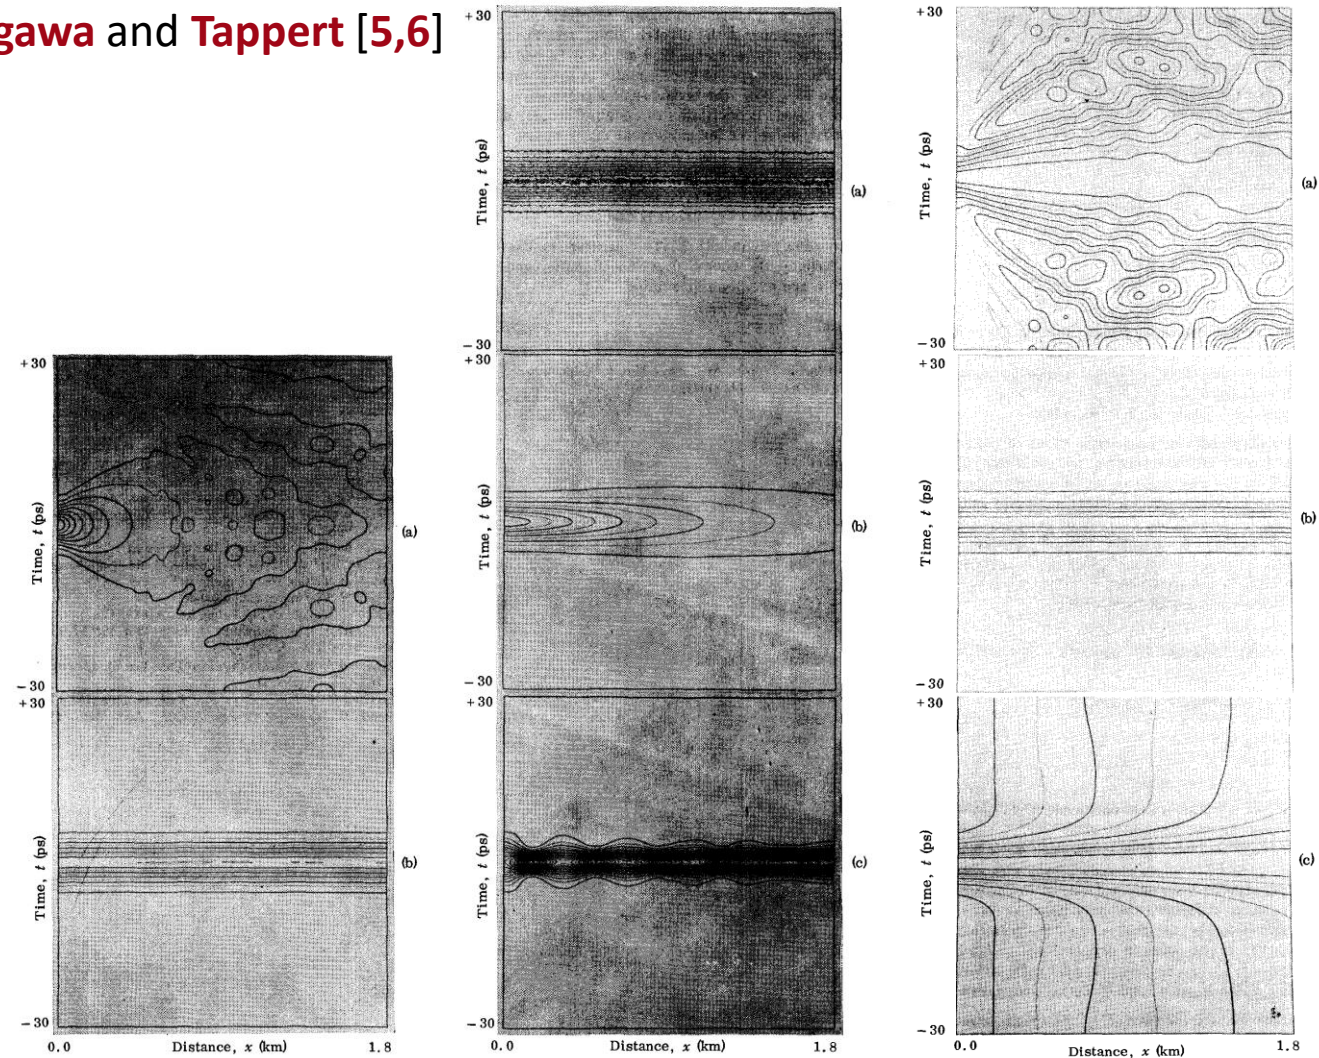 gawa and Tappert [5,6]
+30
Time, t (ps)
(a)
– 30
+30
Time, t (ps)
(b)
– 30
0.0 Distance, x (km) 1.8
+30
Time, t (ps)
(a)
– 30
+30
Time, t (ps)
(b)
– 30
+30
Time, t (ps)
(c)
– 30
0.0 Distance, x (km) 1.8
+30
Time, t (ps)
(a)
– 30
+30
Time, t (ps)
(b)
– 30
+30
Time, t (ps)
(c)
– 30
0.0 Distance, x (km) 1.8